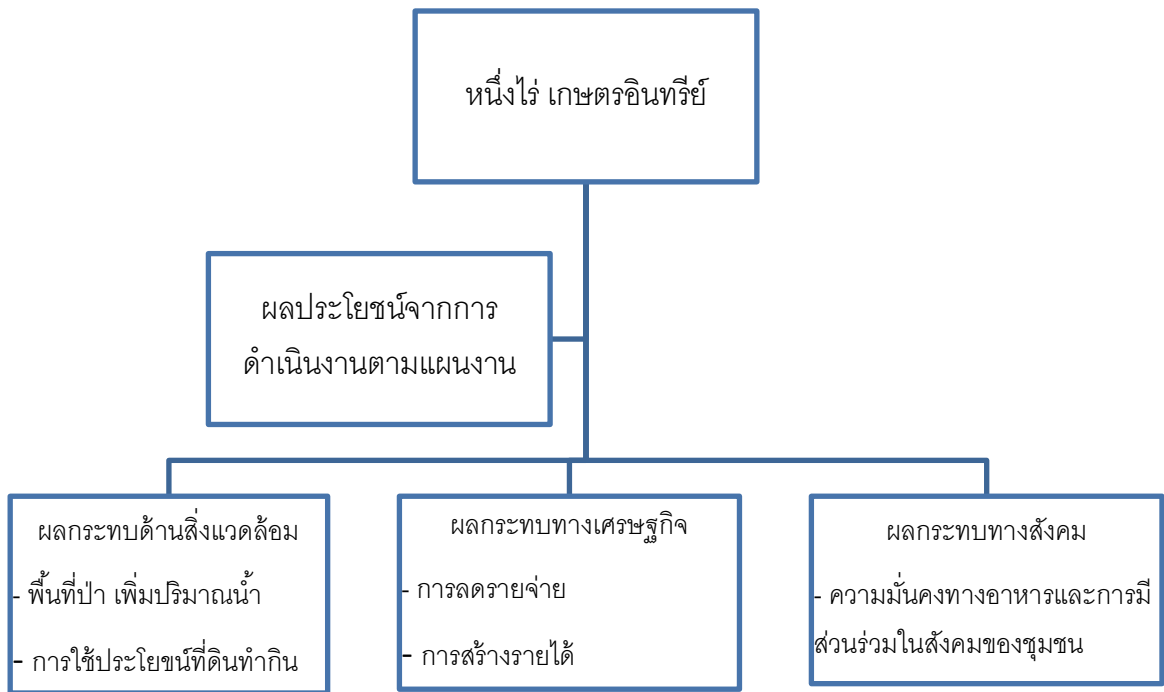 หนึ่งไร่ เกษตรอินทรีย์
ผลประโยชน์จากการ
ดำเนินงานตามแผนงาน
ผลกระทบด้านสิ่งแวดล้อม
- พื้นที่ป่า เพิ่มปริมาณน้ำ
- การใช้ประโยขน์ที่ดินทำกิน
ผลกระทบทางเศรษฐกิจ
- การลดรายจ่าย
- การสร้างรายได้
ผลกระทบทางสังคม
- ความมั่นคงทางอาหารและการมี
ส่วนร่วมในสังคมของชุมชน